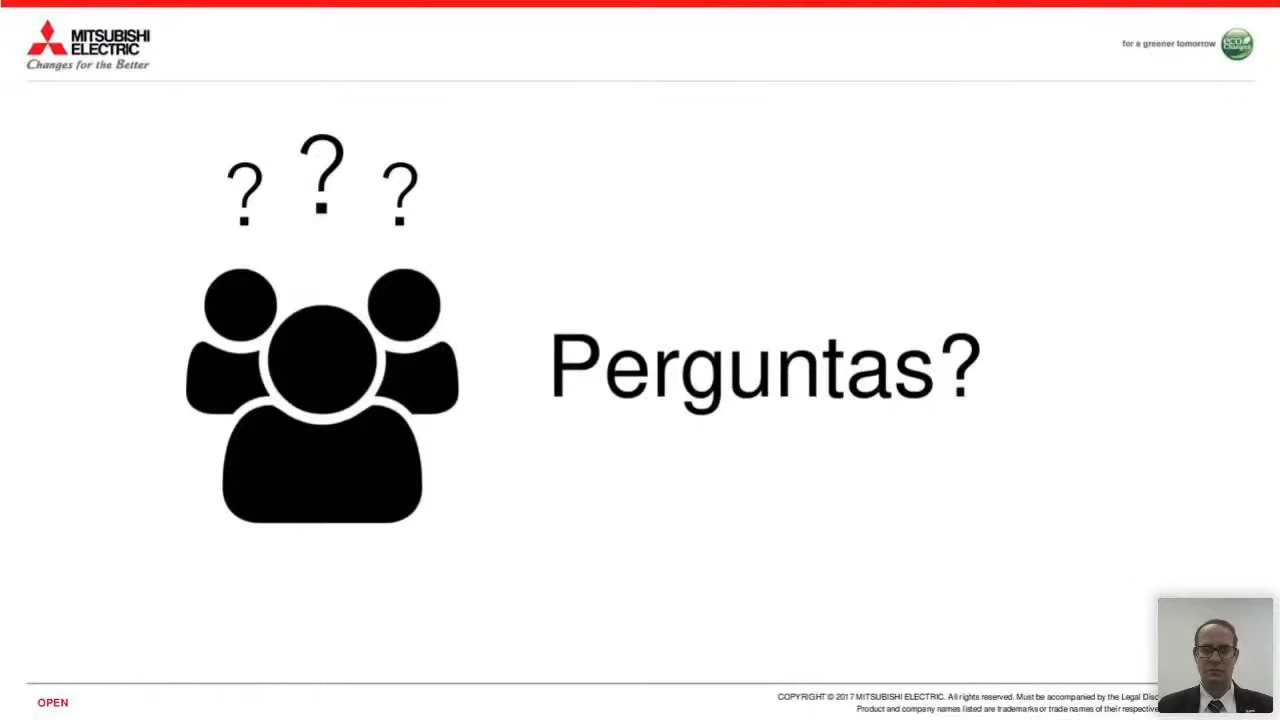 MITSUBISHI
ELECTRIC
Changes for the Better
for a greener tomorrow
eco
Changes
? ? ?
Perguntas?
OPEN
COPYRIGHT © 2017 MITSUBISHI ELECTRIC. All rights reserved. Must be accompanied by the Legal Disc
Product and company names listed are trademarks or trade names of their respective